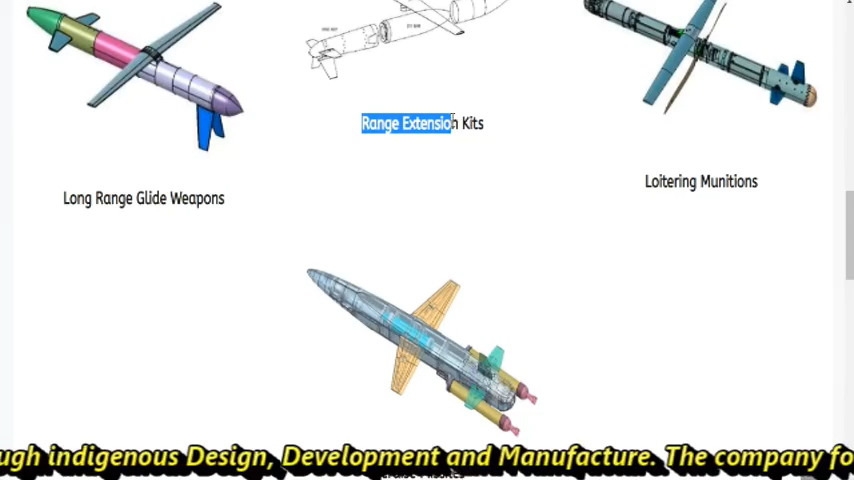 Range Extension Kits
Loitering Munitions
Long Range Glide Weapons
ugh indigenous Design, Development and Manufacture. The company fo